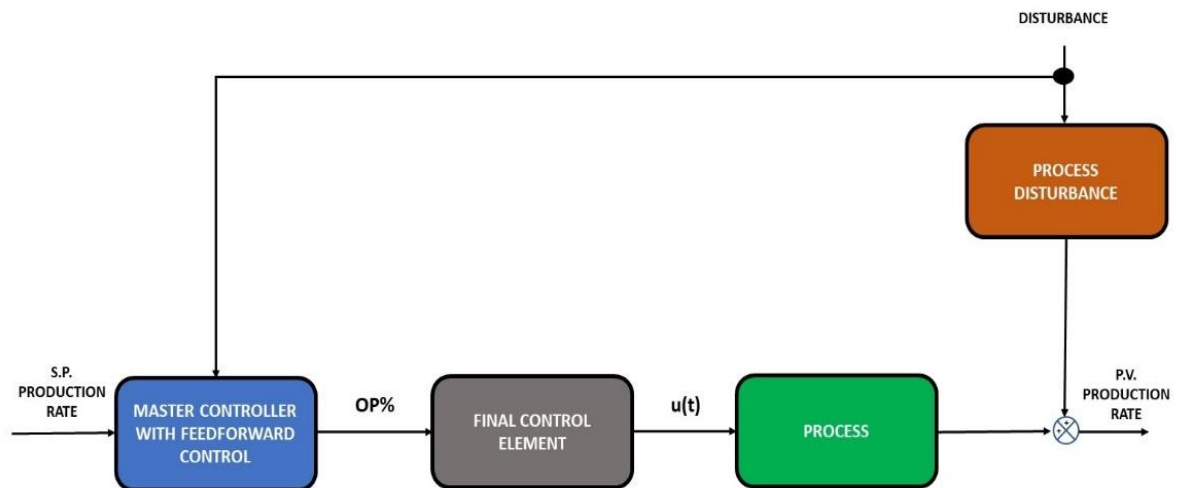 DISTURBANCE
PROCESS
DISTURBANCE
S.P.
PRODUCTION
RATE
MASTER CONTROLLER
WITH FEEDFORWARD
CONTROL
OP%
FINAL CONTROL
ELEMENT
u(t)
PROCESS
+
+
P.V.
PRODUCTION
RATE